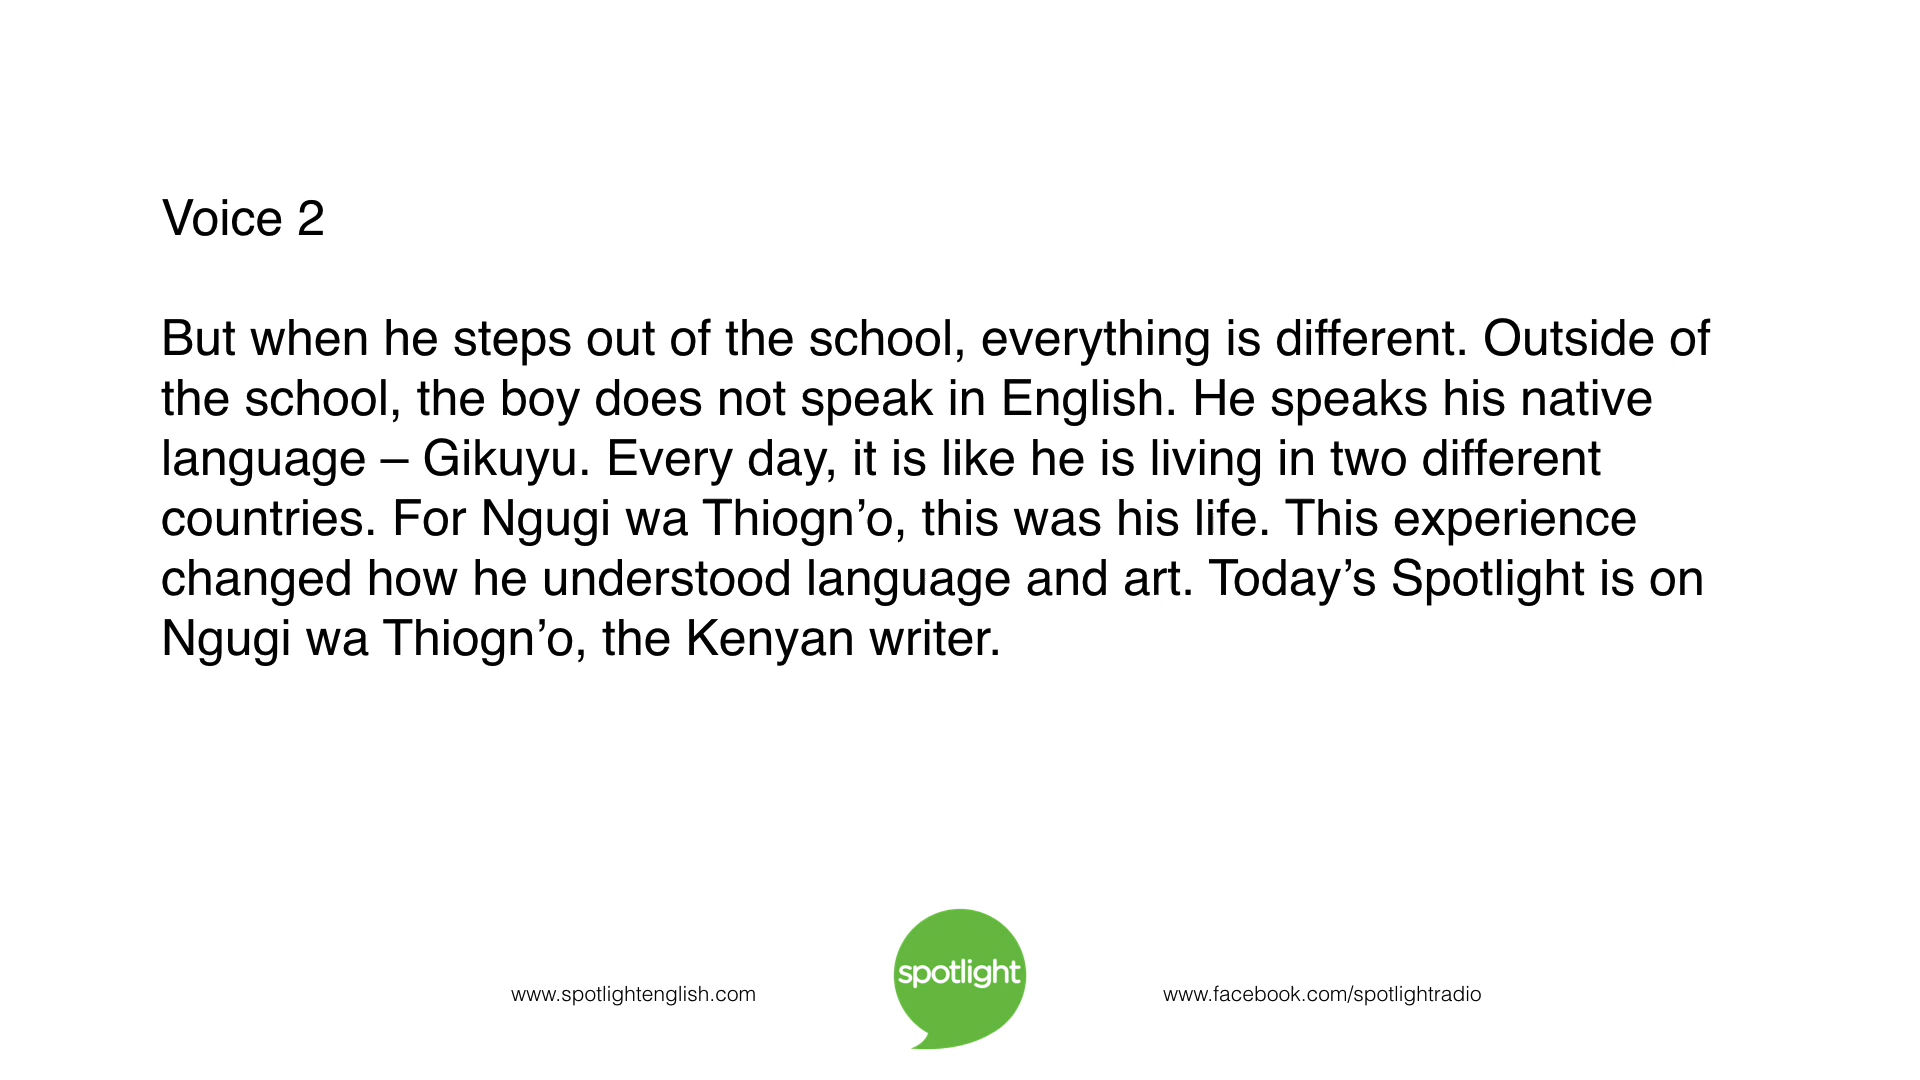 Voice 2
But when he steps out of the school, everything is different. Outside of
the school, the boy does not speak in English. He speaks his native
language – Gikuyu. Every day, it is like he is living in two different
countries. For Ngugi wa Thiogn’o, this was his life. This experience
changed how he understood language and art. Today’s Spotlight is on
Ngugi wa Thiogn’o, the Kenyan writer.
spotlight
www.spotlightenglish.com
www.facebook.com/spotlightradio